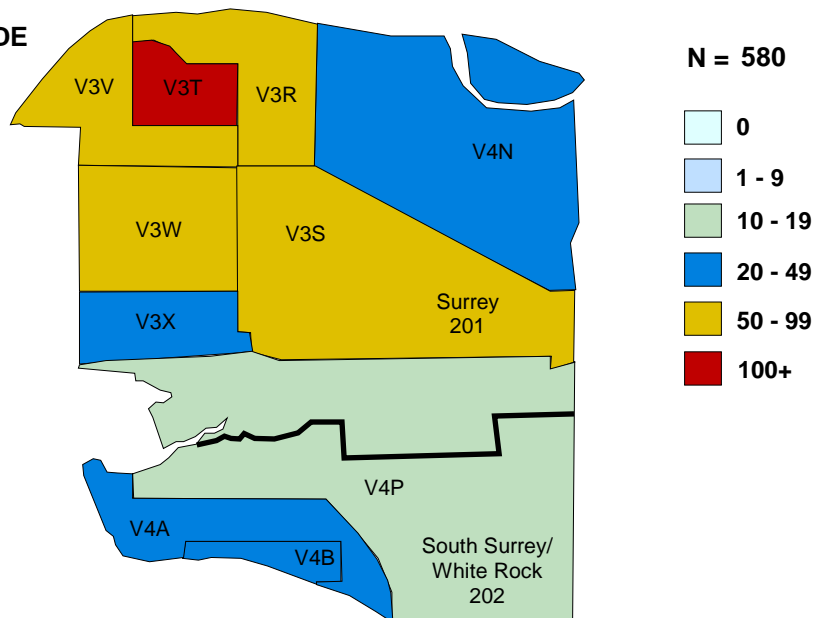 DE
N = 580
V3V
V3T
V3R
V4N
V3W
V3S
V3X
Surrey
201
V4P
V4A
V4B
South Surrey/
White Rock
202
0
1 - 9
10 - 19
20 - 49
50 - 99
100+